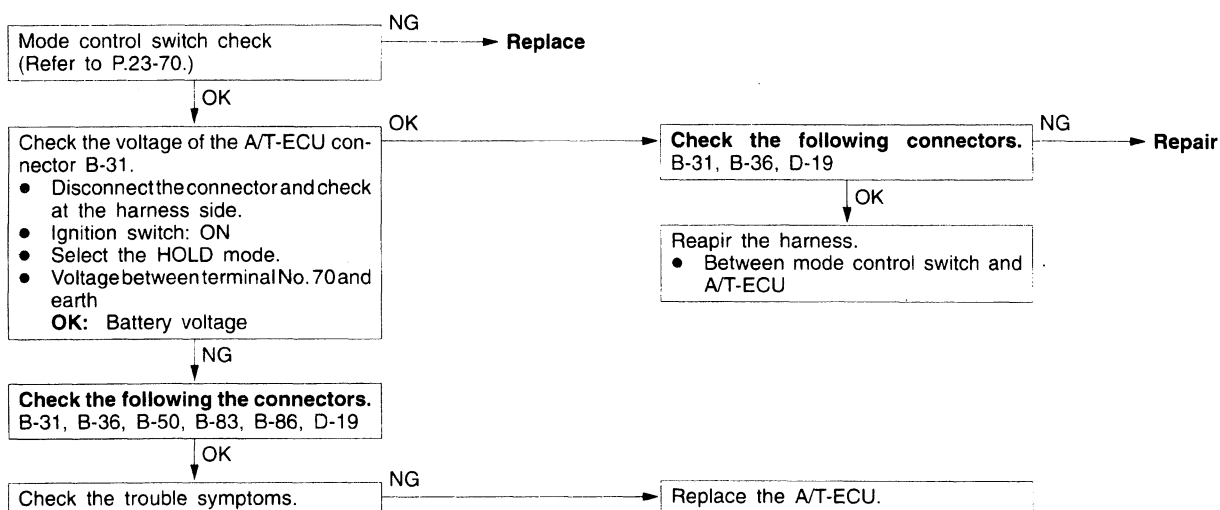 NG
Mode control switch check
(Refer to P.23-70.)
Replace
OK
Check the voltage of the A/T-ECU con-
nector B-31.
● Disconnect the connector and check
at the harness side.
● Ignition switch: ON
● Select the HOLD mode.
● Voltage between terminal No. 70 and
earth
OK: Battery voltage
OK
Check the following connectors.
B-31, B-36, D-19
NG
Repair
OK
Reapir the harness.
● Between mode control switch and
A/T-ECU
NG
Check the following the connectors.
B-31, B-36, B-50, B-83, B-86, D-19
OK
Check the trouble symptoms.
NG
Replace the A/T-ECU.